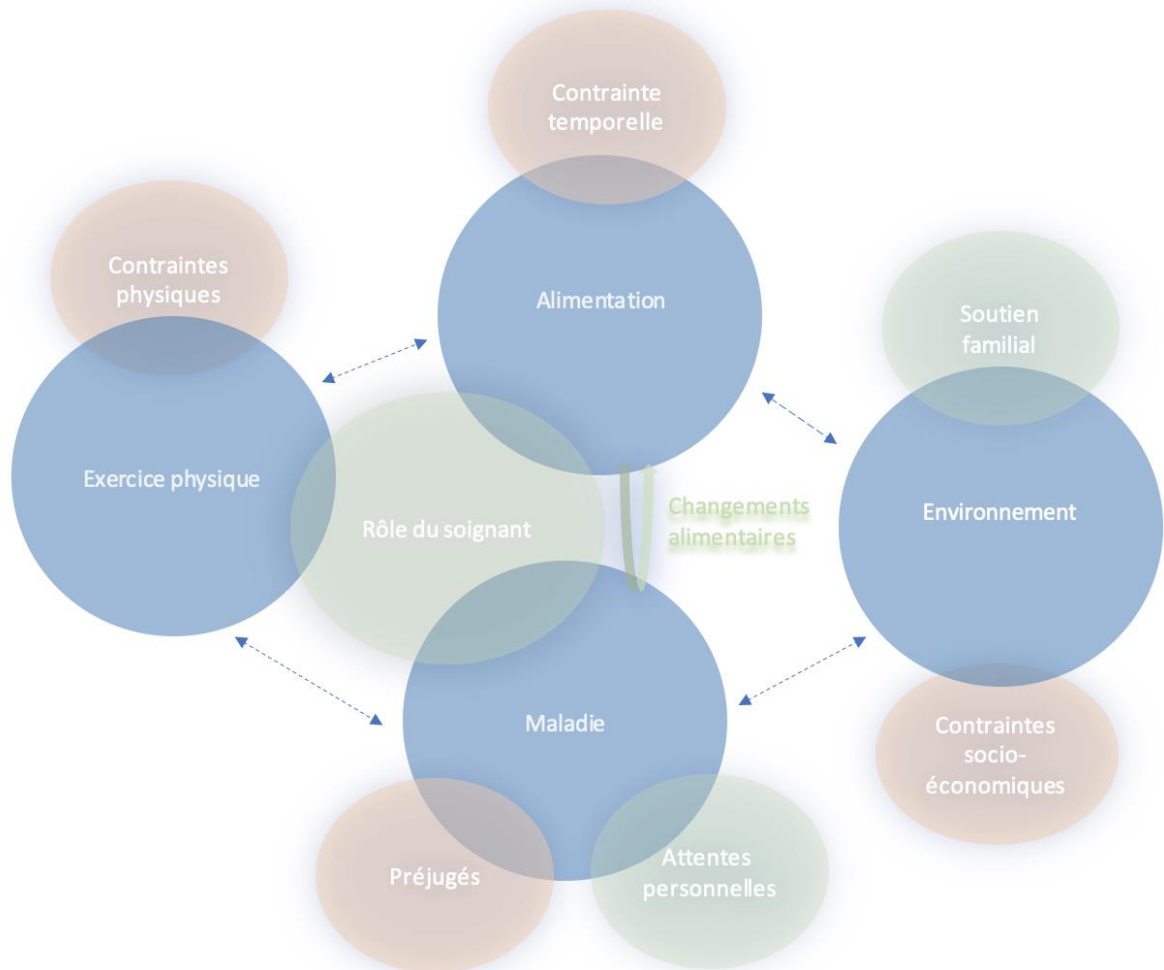 Contrainte
temporelle
Contraintes
physiques
Alimentation
Soutien
familial
Exercice physique
Rôle du soignant
Changements
alimentaires
Environnement
Maladie
Contraintes
socio-
économiques
Préjugés
Attentes
personnelles